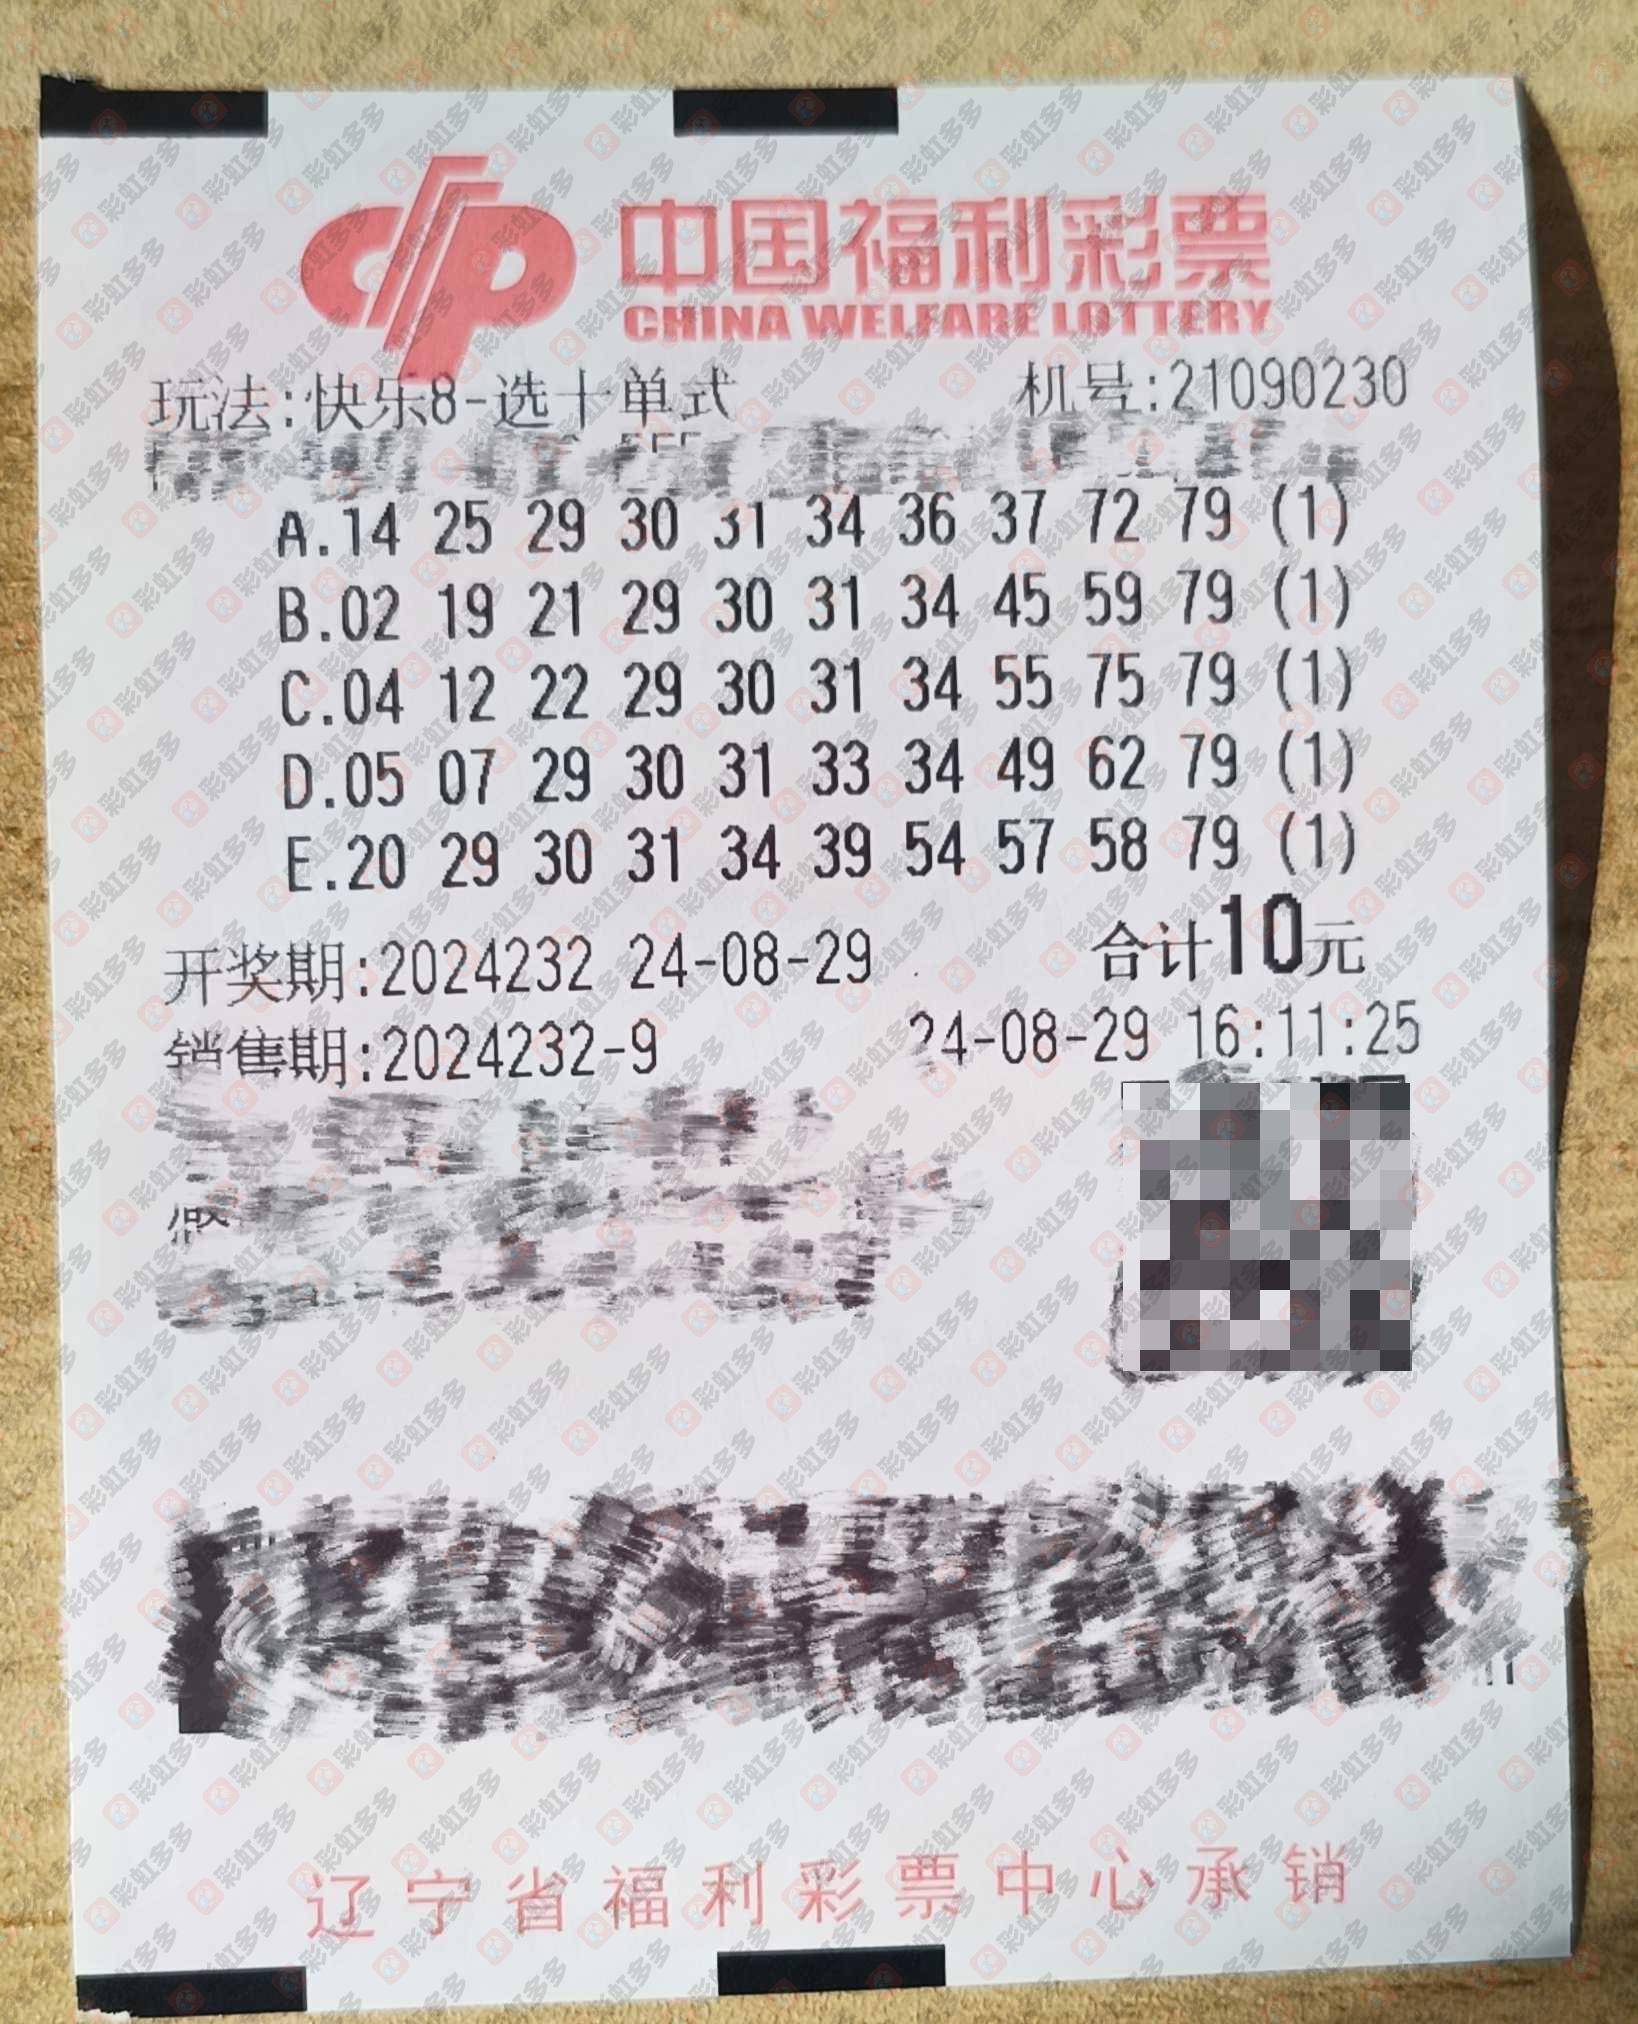 中国福利彩票
CHINA WELFARE LOTTERY
玩法:快乐8-选十单式 机号:21090230
A.14 25 29 30 31 34 36 37 72 79 (1)
B.02 19 21 29 30 31 34 45 59 79 (1)
C.04 12 22 29 30 31 34 55 75 79 (1)
D.05 07 29 30 31 33 34 49 62 79 (1)
E.20 29 30 31 34 39 54 57 58 79 (1)
开奖期:2024232 24-08-29 合计10元
销售期:2024232-9 24-08-29 16:11:25
辽宁省福利彩票中心承销
彩虹多多